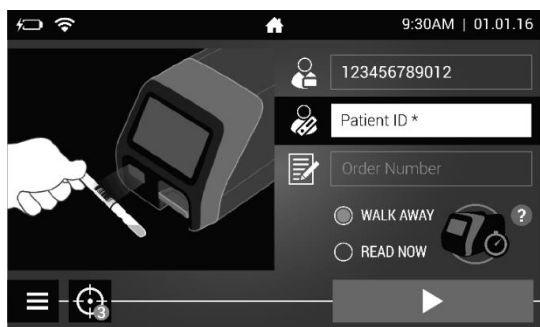 9:30AM | 01.01.16
123456789012
Patient ID *
Order Number
WALK AWAY
?
READ NOW
3